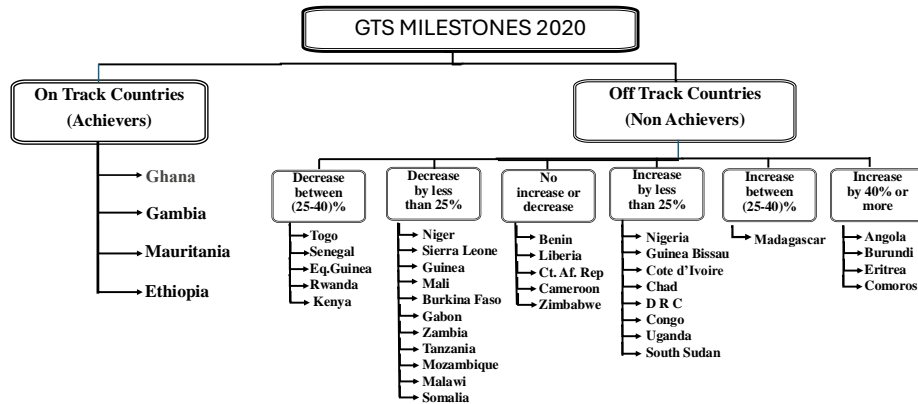 GTS MILESTONES 2020
On Track Countries
(Achievers)
Ghana
Gambia
Mauritania
Ethiopia
Off Track Countries
(Non Achievers)
Decrease
between
(25-40)%
Togo
Senegal
Eq.Guinea
Rwanda
Kenya
Decrease
by less
than 25%
Niger
Sierra Leone
Guinea
Mali
Burkina Faso
Gabon
Zambia
Tanzania
Mozambique
Malawi
Somalia
No
increase or
decrease
Benin
Liberia
Ct. Af. Rep
Cameroon
Zimbabwe
Increase
by less
than 25%
Nigeria
Guinea Bissau
Cote d’Ivoire
Chad
D R C
Congo
Uganda
South Sudan
Increase
between
(25-40)%
Madagascar
Increase
by 40% or
more
Angola
Burundi
Eritrea
Comoros